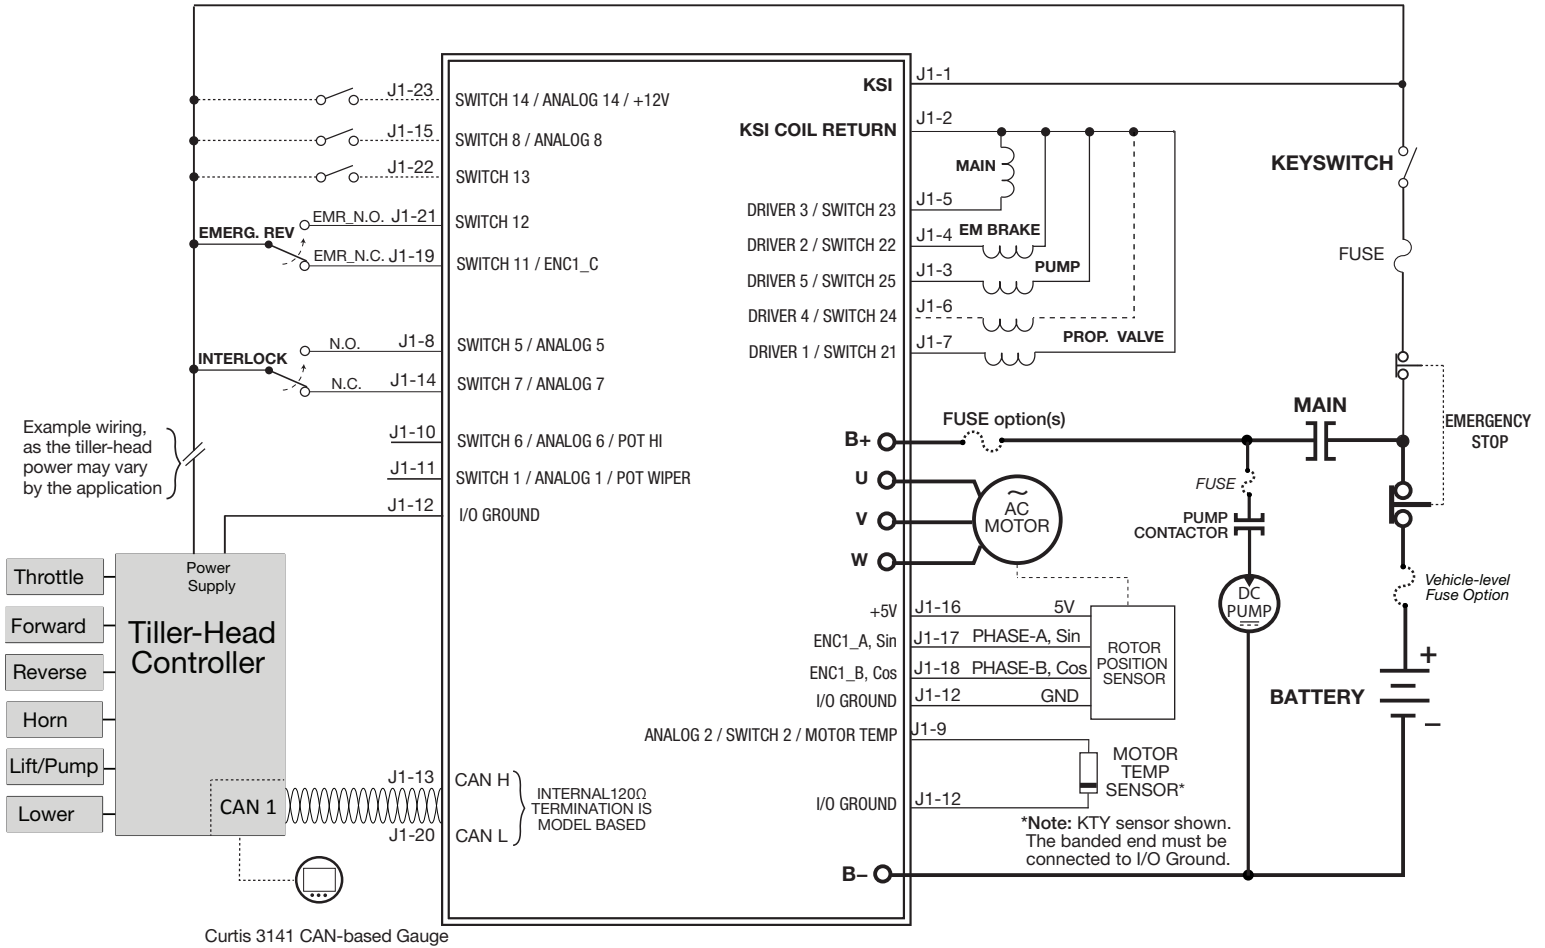 J1-23
SWITCH 14 / ANALOG 14 / +12V
J1-15
SWITCH 8 / ANALOG 8
J1-22
SWITCH 13
EMR_N.O.
J1-21
SWITCH 12
EMERG. REV
EMR_N.C.
J1-19
SWITCH 11 / ENC1_C
N.O.
J1-8
SWITCH 5 / ANALOG 5
INTERLOCK
N.C.
J1-14
SWITCH 7 / ANALOG 7
Example wiring,
as the tiller-head
power may vary
by the application
J1-10
SWITCH 6 / ANALOG 6 / POT HI
J1-11
SWITCH 1 / ANALOG 1 / POT WIPER
J1-12
I/O GROUND
Power
Supply
Throttle
Forward
Reverse
Horn
Lift/Pump
Lower
Tiller-Head
Controller
CAN 1
J1-13
CAN H
J1-20
CAN L
INTERNAL120Ω
TERMINATION IS
MODEL BASED
Curtis 3141 CAN-based Gauge
KSI
J1-1
KSI COIL RETURN
J1-2
MAIN
DRIVER 3 / SWITCH 23
J1-5
DRIVER 2 / SWITCH 22
J1-4
EM BRAKE
DRIVER 5 / SWITCH 25
J1-3
PUMP
DRIVER 4 / SWITCH 24
J1-6
DRIVER 1 / SWITCH 21
J1-7
PROP. VALVE
KEYSWITCH
FUSE
EMERGENCY
STOP
MAIN
B+
FUSE option(s)
U
V
W
~
AC
MOTOR
FUSE
PUMP
CONTACTOR
DC
PUMP
Vehicle-level
Fuse Option
+
BATTERY
–
+5V
J1-16
5V
ENC1_A, Sin
J1-17
PHASE-A, Sin
ENC1_B, Cos
J1-18
PHASE-B, Cos
I/O GROUND
J1-12
GND
ROTOR
POSITION
SENSOR
ANALOG 2 / SWITCH 2 / MOTOR TEMP
J1-9
MOTOR
TEMP
SENSOR*
I/O GROUND
J1-12
*Note: KTY sensor shown.
The banded end must be
connected to I/O Ground.
B–